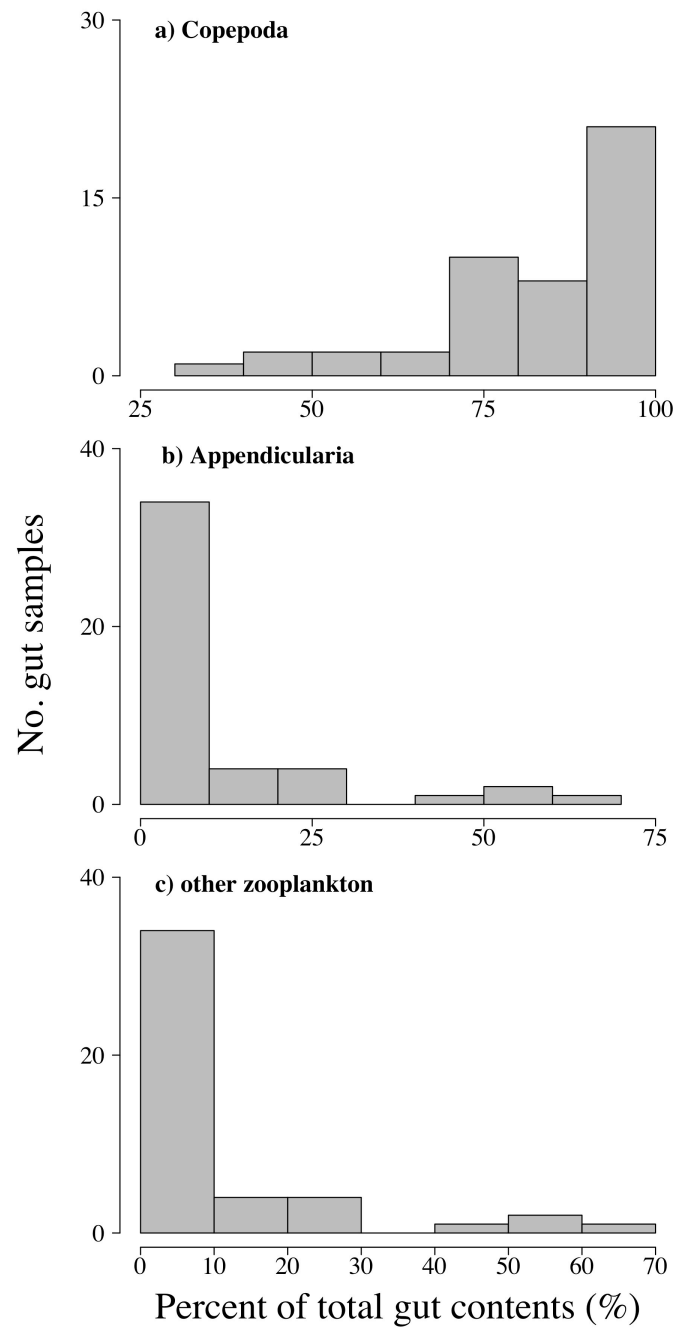 a) Copepoda
30
15
0
25 50 75 100
b) Appendicularia
40
20
0
0 25 50 75
No. gut samples
c) other zooplankton
40
20
0
0 10 20 30 40 50 60 70
Percent of total gut contents (%)